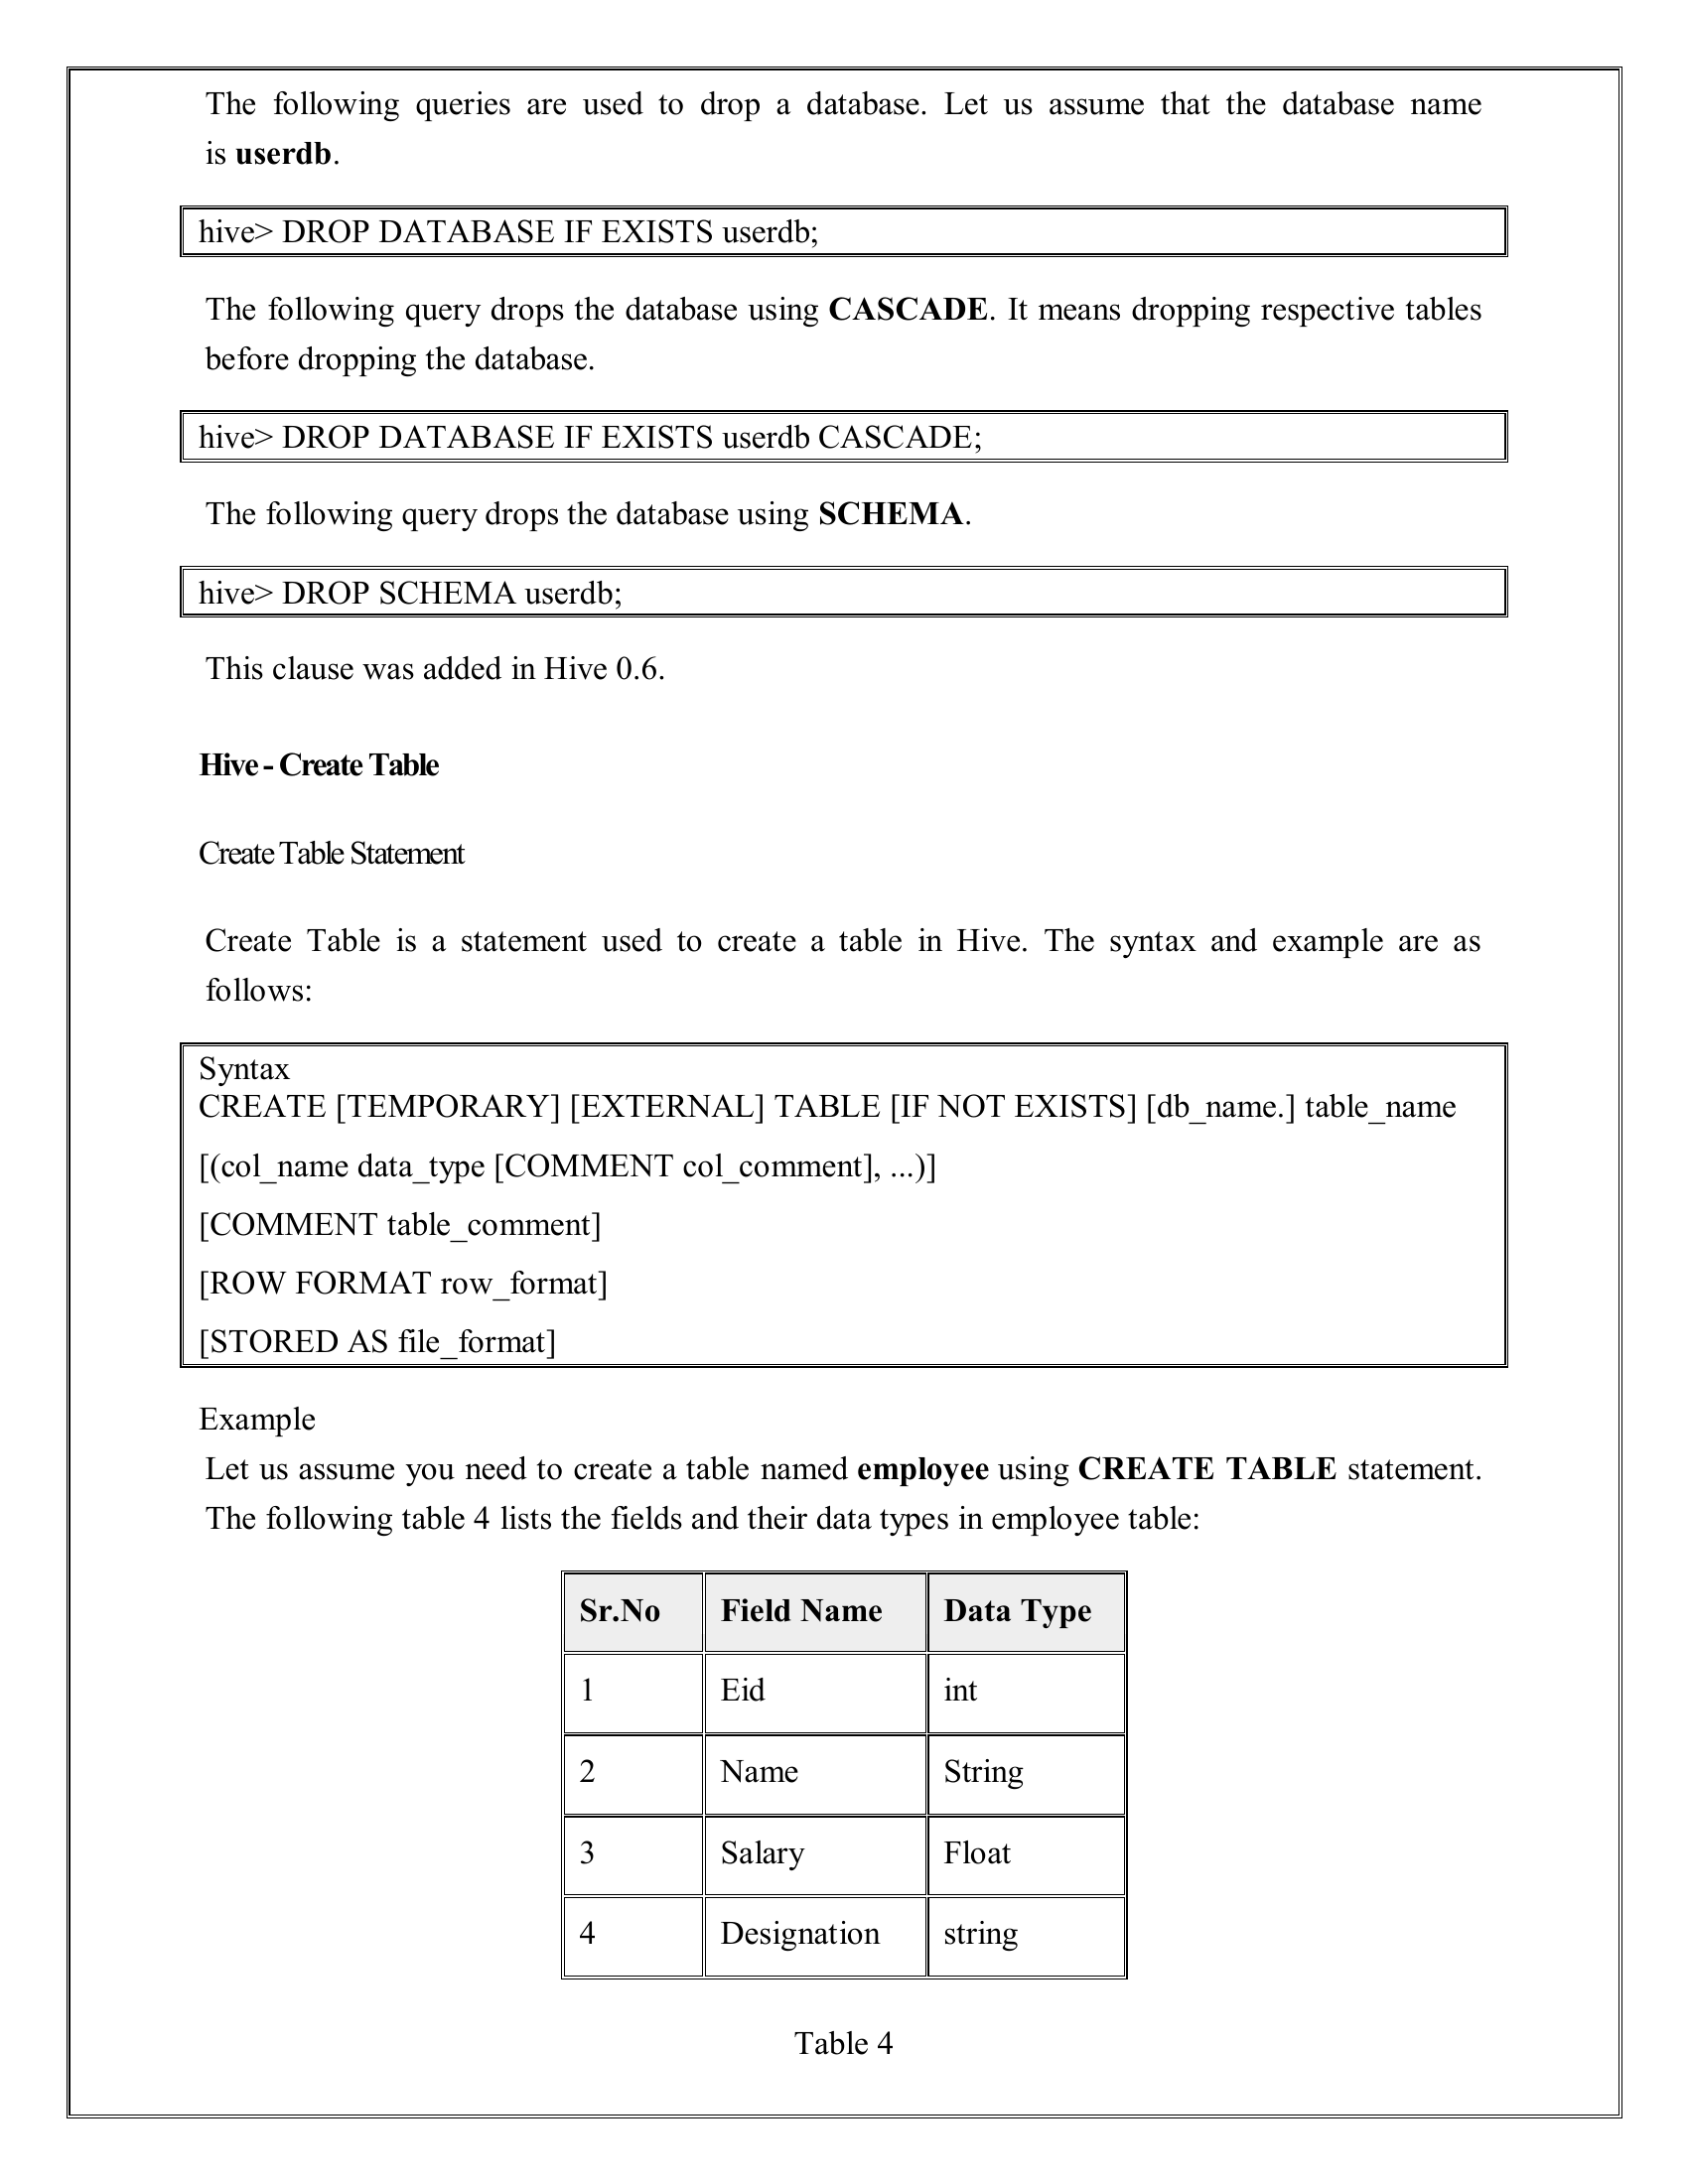 The following queries are used to drop a database. Let us assume that the database name
is userdb.
hive> DROP DATABASE IF EXISTS userdb;
The following query drops the database using CASCADE. It means dropping respective tables
before dropping the database.
hive> DROP DATABASE IF EXISTS userdb CASCADE;
The following query drops the database using SCHEMA.
hive> DROP SCHEMA userdb;
This clause was added in Hive 0.6.
Hive - Create Table
Create Table Statement
Create Table is a statement used to create a table in Hive. The syntax and example are as
follows:
Syntax
CREATE [TEMPORARY] [EXTERNAL] TABLE [IF NOT EXISTS] [db_name.] table_name
[(col_name data_type [COMMENT col_comment], ...)]
[COMMENT table_comment]
[ROW FORMAT row_format]
[STORED AS file_format]
Example
Let us assume you need to create a table named employee using CREATE TABLE statement.
The following table 4 lists the fields and their data types in employee table:
Sr.No Field Name Data Type
1 Eid int
2 Name String
3 Salary Float
4 Designation string
Table 4